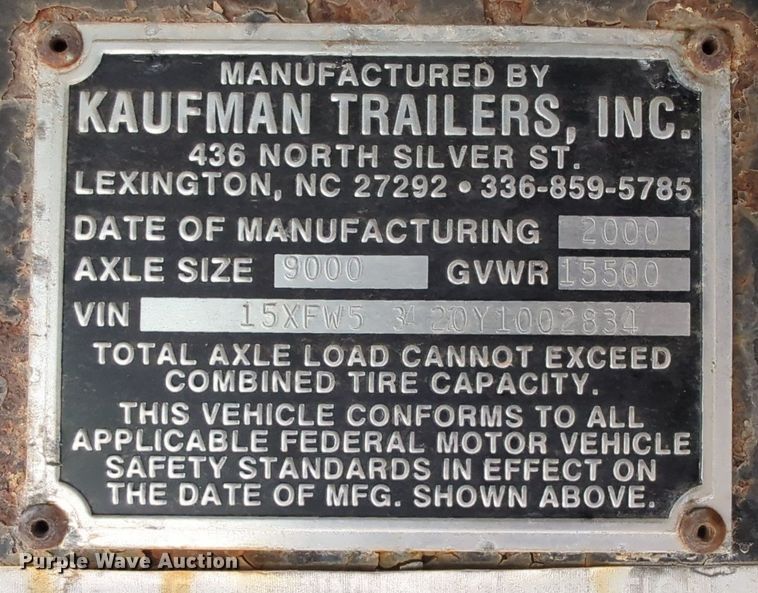 MANUFACTURED BY
KAUFMAN TRAILERS, INC.
436 NORTH SILVER ST.
LEXINGTON, NC 27292 • 336-859-5785
DATE OF MANUFACTURING 2000
AXLE SIZE 9000 GVWR 15500
VIN 15XFW5 34 20Y1002834
TOTAL AXLE LOAD CANNOT EXCEED
COMBINED TIRE CAPACITY.
THIS VEHICLE CONFORMS TO ALL
APPLICABLE FEDERAL MOTOR VEHICLE
SAFETY STANDARDS IN EFFECT ON
THE DATE OF MFG. SHOWN ABOVE.
Purple Wave Auction